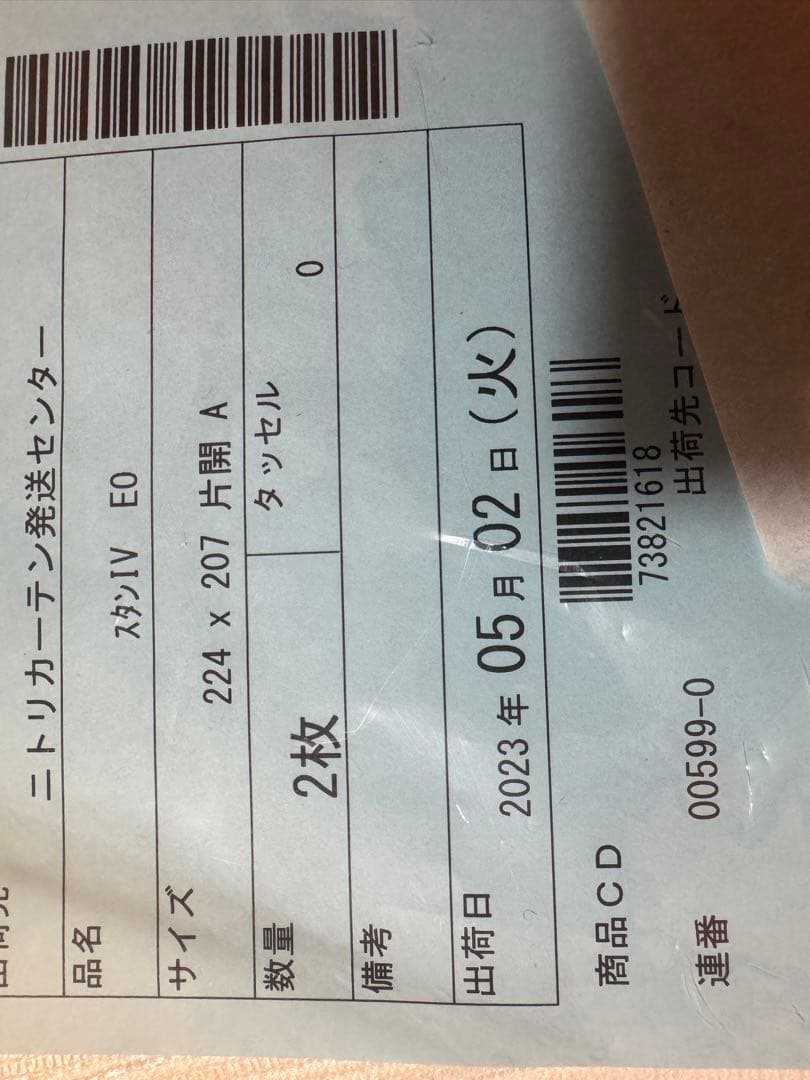 ニトリカーテン発送センター
品名 ｽﾀﾝIV E0
サイズ 224 x 207 片開 A
数量 2枚 タッセル 0
備考
出荷日 2023年 05月 02日 (火)
商品CD 73821618
連番 00599-0 出荷先コード